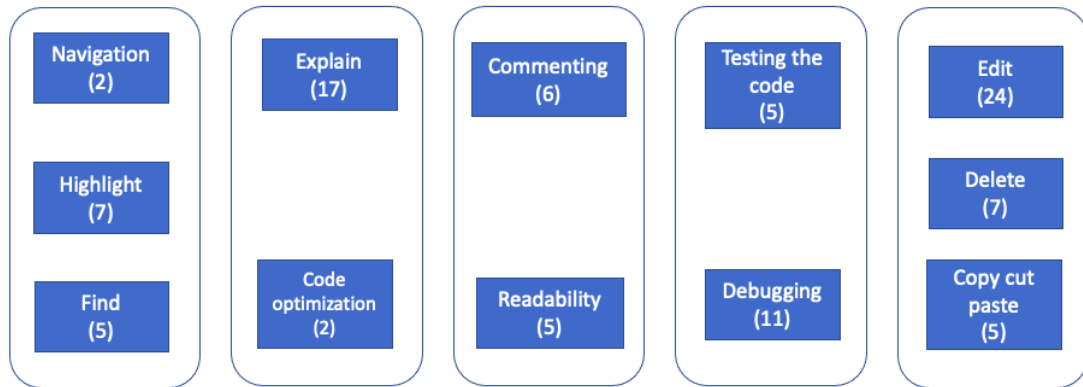 Navigation
(2)
Highlight
(7)
Find
(5)
Explain
(17)
Code
optimization
(2)
Commenting
(6)
Readability
(5)
Testing the
code
(5)
Debugging
(11)
Edit
(24)
Delete
(7)
Copy cut
paste
(5)